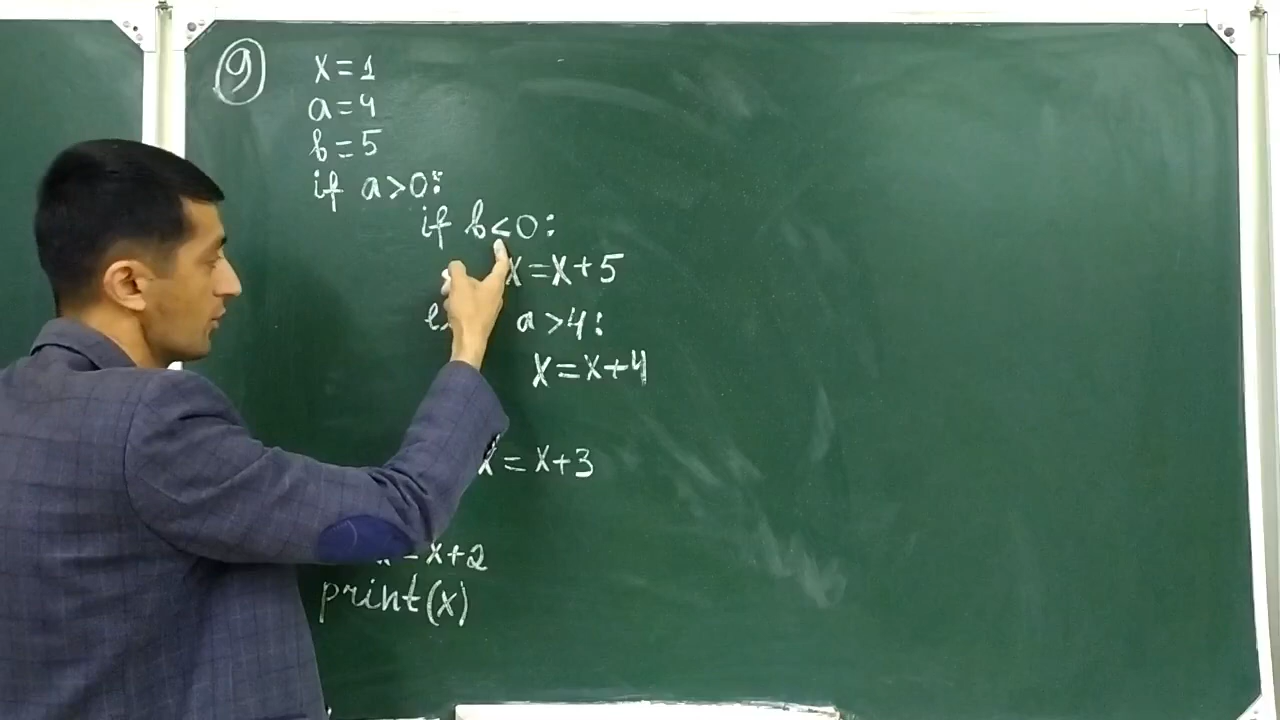 9
x=1
a=4
b=5
if a>0:
if b<0:
x=x+5
a>4:
x=x+4
x=x+3
x+2
print(x)